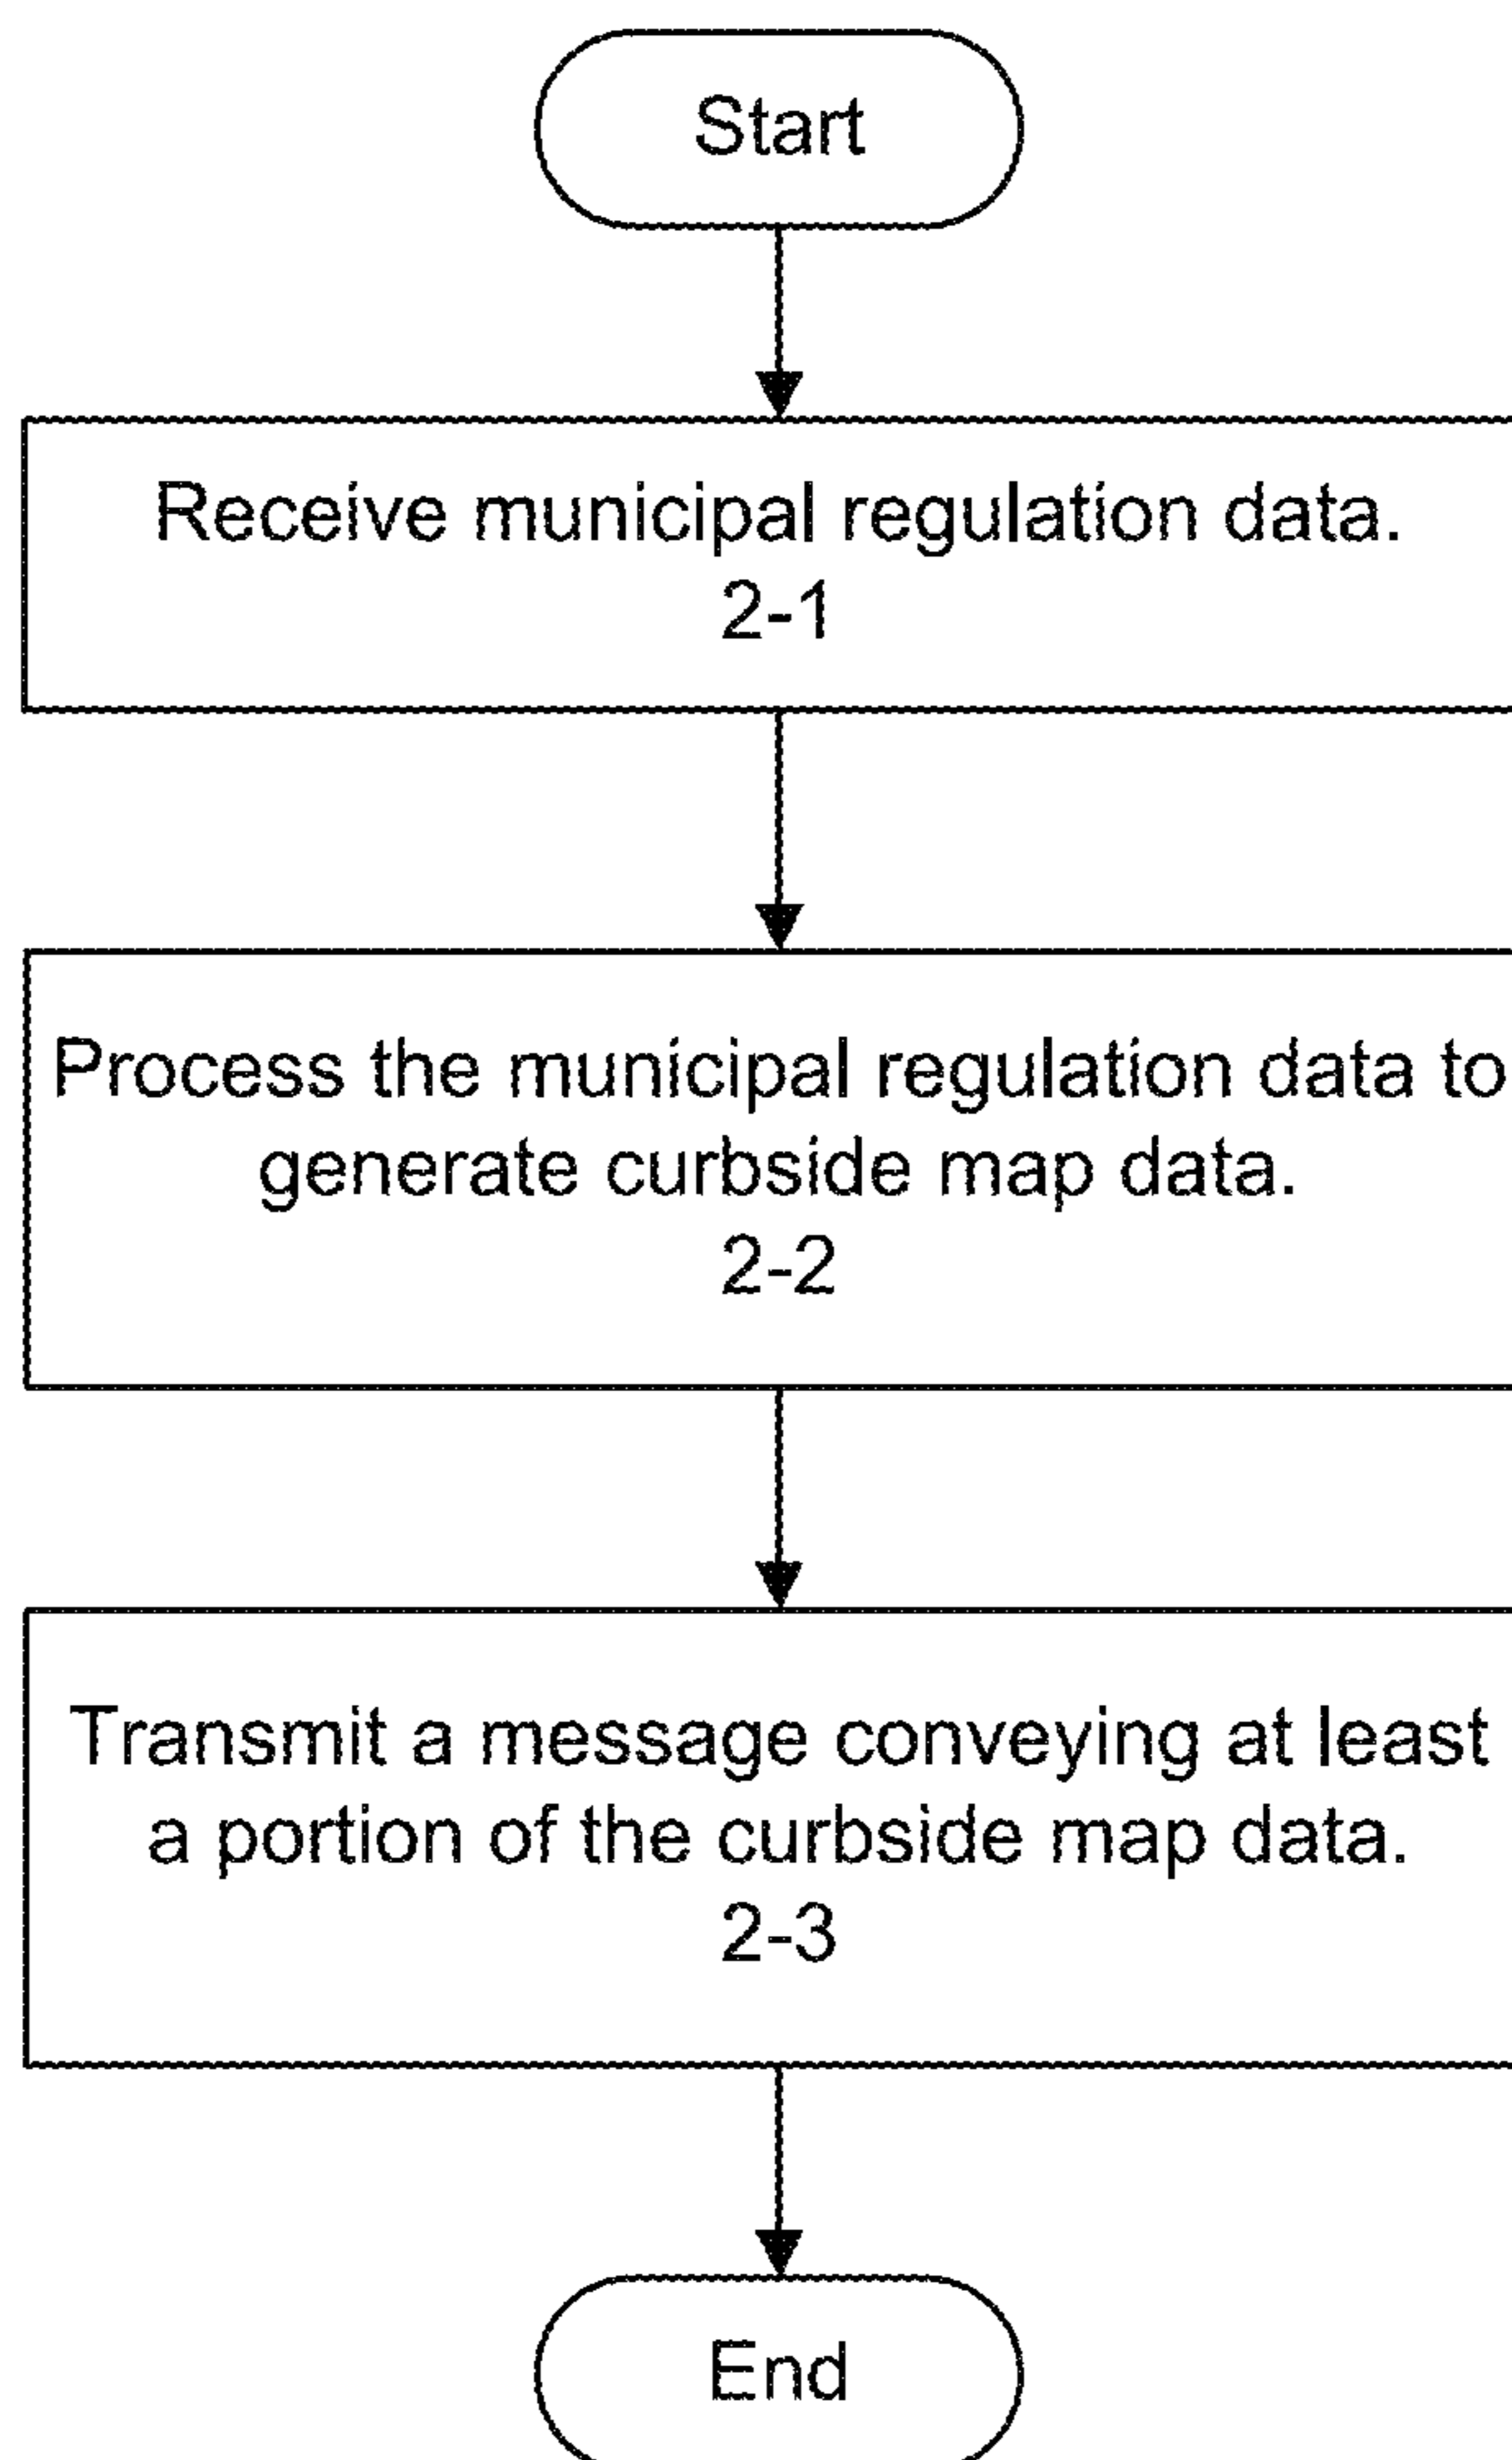 Start
Receive municipal regulation data.
2-1
Process the municipal regulation data to
generate curbside map data.
2-2
Transmit a message conveying at least
a portion of the curbside map data.
2-3
End